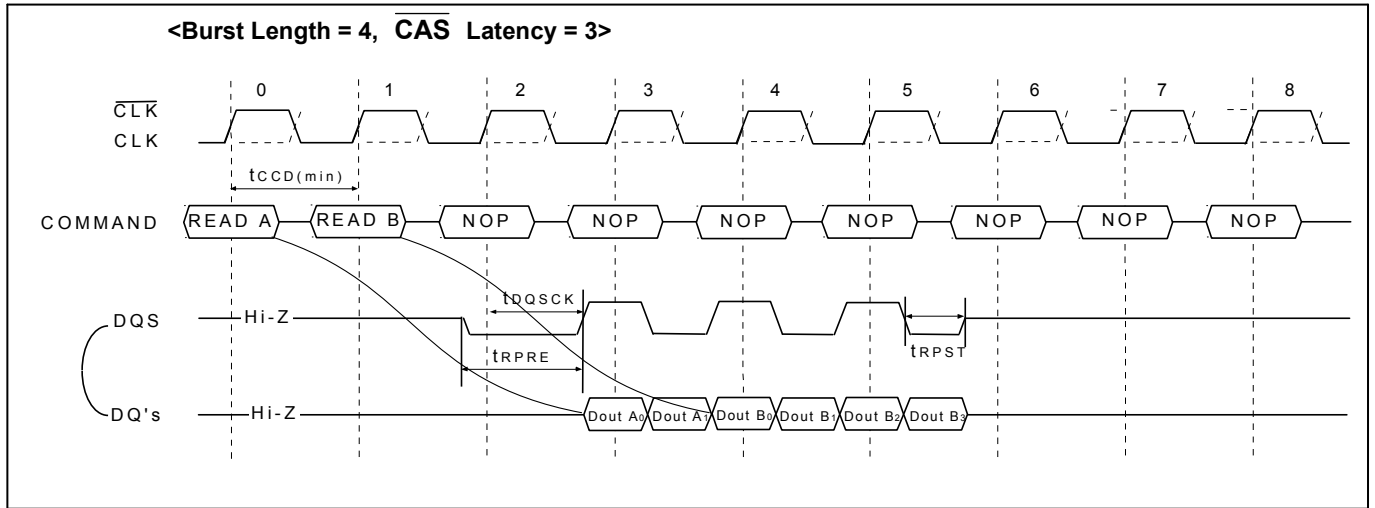 <Burst Length = 4, CAS Latency = 3>
0 1 2 3 4 5 6 7 8
CLK
CLK
tCCD(min)
COMMAND READ A READ B NOP NOP NOP NOP NOP NOP NOP
tDQSCK
DQS Hi-Z
tRPRE tRPST
DQ's Hi-Z Dout A0 Dout A1 Dout B0 Dout B1 Dout B2 Dout B3